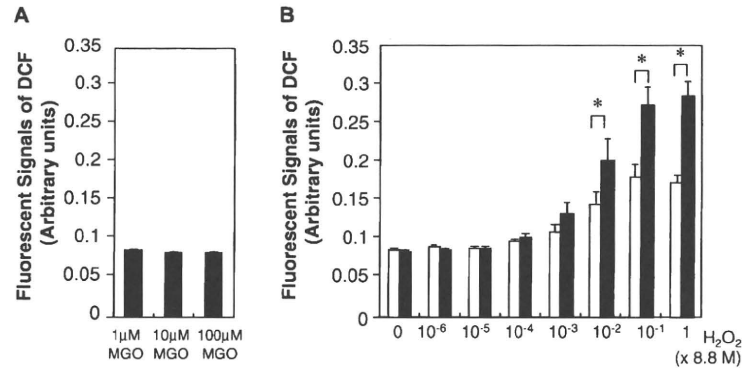 A
Fluorescent Signals of DCF
(Arbitrary units)
0.35
0.3
0.25
0.2
0.15
0.1
0.05
0
1μM
MGO
10μM
MGO
100μM
MGO
B
Fluorescent Signals of DCF
(Arbitrary units)
0.35
0.3
0.25
0.2
0.15
0.1
0.05
0
*
*
*
0 10⁻⁶ 10⁻⁵ 10⁻⁴ 10⁻³ 10⁻² 10⁻¹ 1 H₂O₂
(x 8.8 M)